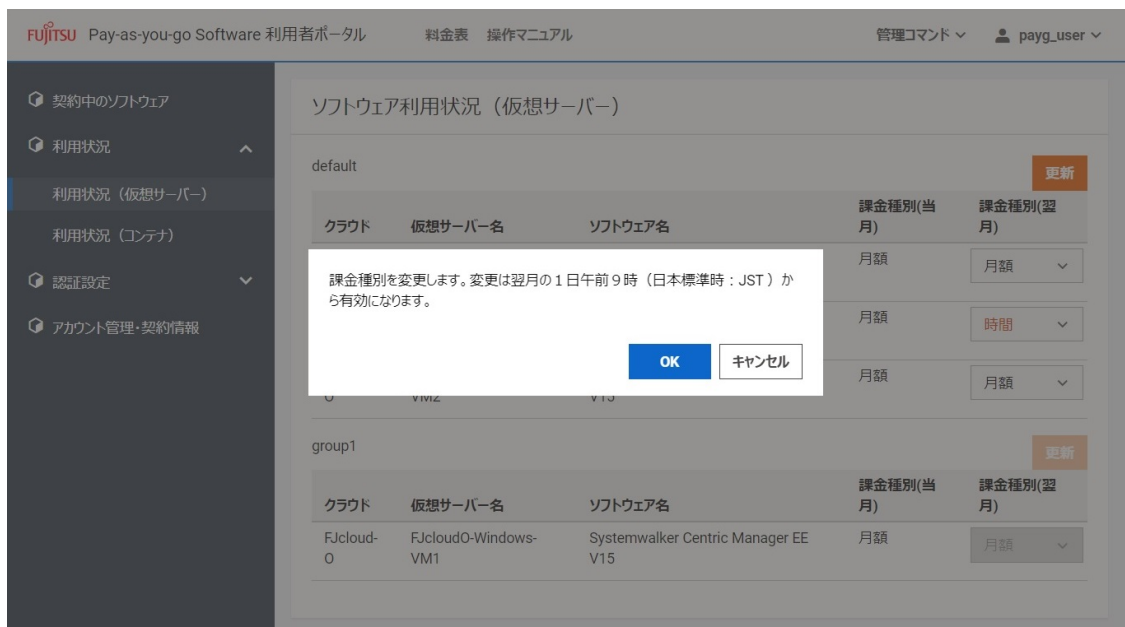 FUJITSU Pay-as-you-go Software 利用者ポータル 料金表 操作マニュアル 管理コマンド payg_user
契約中のソフトウェア
利用状況
利用状況（仮想サーバー）
利用状況（コンテナ）
認証設定
アカウント管理・契約情報
ソフトウェア利用状況（仮想サーバー）
default 更新
クラウド 仮想サーバー名 ソフトウェア名 課金種別(当月) 課金種別(翌月)
月額 月額
月額 時間
月額 月額
課金種別を変更します。変更は翌月の１日午前９時（日本標準時：JST ）か
ら有効になります。
OK キャンセル
O VM2 V15
group1 更新
クラウド 仮想サーバー名 ソフトウェア名 課金種別(当月) 課金種別(翌月)
FJcloud- FJcloudO-Windows- Systemwalker Centric Manager EE 月額 月額
O VM1 V15